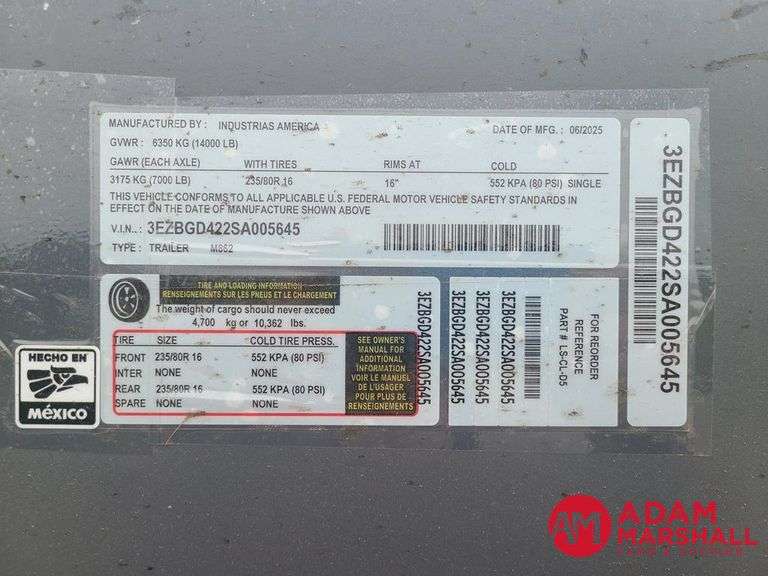 MANUFACTURED BY : INDUSTRIAS AMERICA
DATE OF MFG. : 06/2025
GVWR : 6350 KG (14000 LB)
GAWR (EACH AXLE) WITH TIRES RIMS AT COLD
3175 KG (7000 LB) 235/80R 16 16" 552 KPA (80 PSI) SINGLE
THIS VEHICLE CONFORMS TO ALL APPLICABLE U.S. FEDERAL MOTOR VEHICLE SAFETY STANDARDS IN
EFFECT ON THE DATE OF MANUFACTURE SHOWN ABOVE
V.I.N..: 3EZBGD422SA005645
TYPE : TRAILER M862
3EZBGD422SA005645
TIRE AND LOADING INFORMATION
RENSEIGNEMENTS SUR LES PNEUS ET LE CHARGEMENT
The weight of cargo should never exceed
4,700 kg or 10,362 lbs.
TIRE SIZE COLD TIRE PRESS.
FRONT 235/80R 16 552 KPA (80 PSI)
INTER NONE NONE
REAR 235/80R 16 552 KPA (80 PSI)
SPARE NONE NONE
SEE OWNER'S
MANUAL FOR
ADDITIONAL
INFORMATION
VOIR LE MANUEL
DE L'USAGER
POUR PLUS DE
RENSEIGNEMENTS
3EZBGD422SA005645
3EZBGD422SA005645
3EZBGD422SA005645
3EZBGD422SA005645
FOR REORDER
REFERENCE
PART # LS-CL-D5
HECHO EN
MÉXICO
AM
ADAM
MARSHALL
LAND & AUCTION